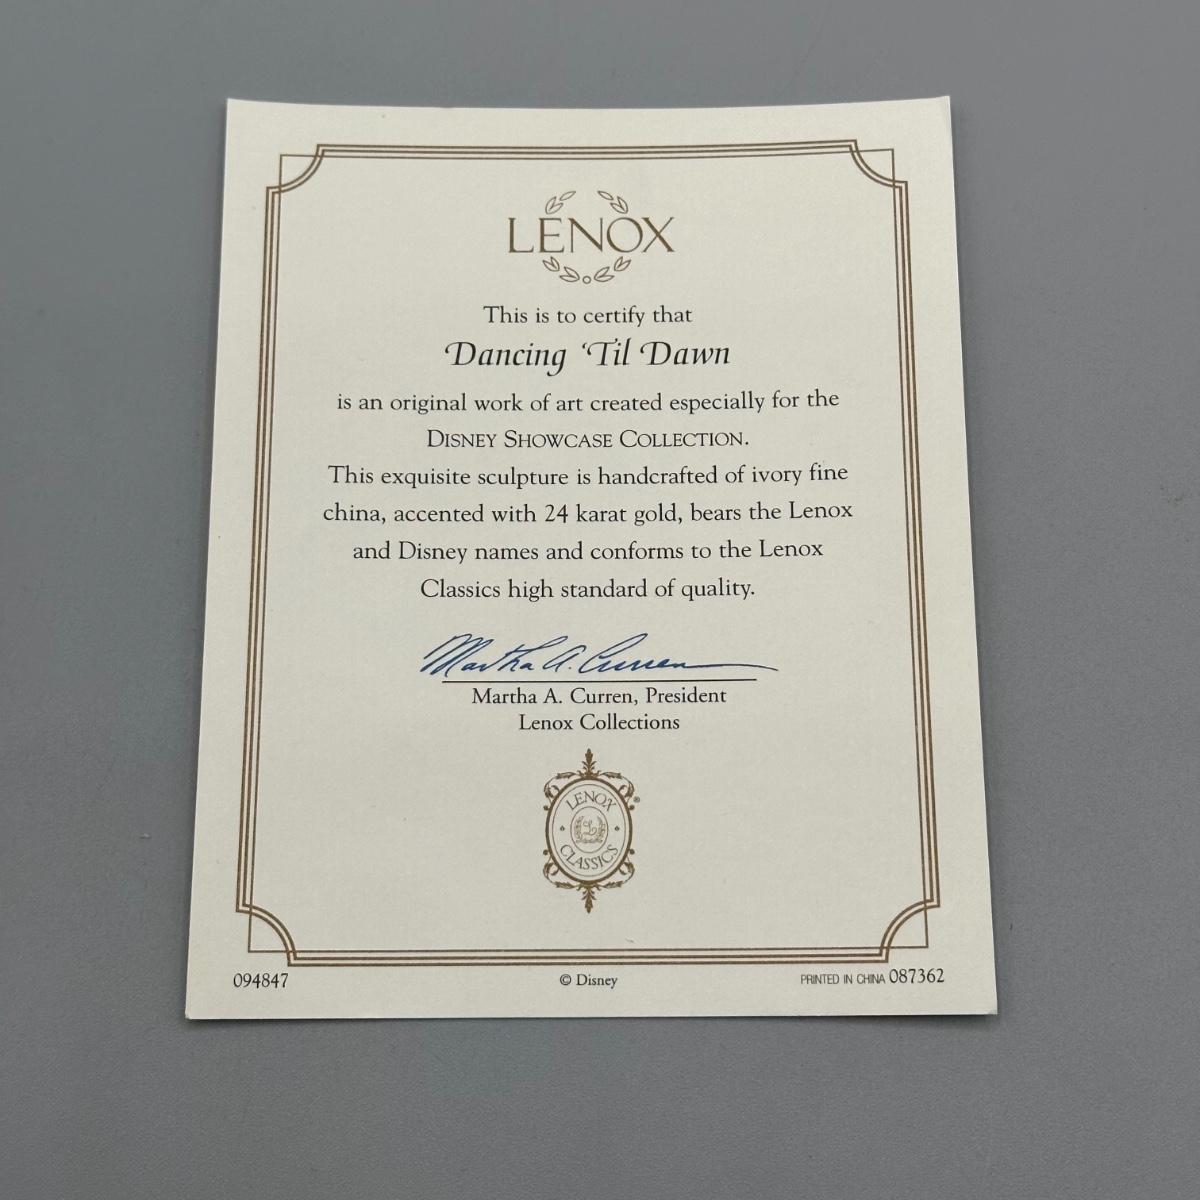 LENOX
This is to certify that
Dancing ‘Til Dawn
is an original work of art created especially for the
DISNEY SHOWCASE COLLECTION.
This exquisite sculpture is handcrafted of ivory fine
china, accented with 24 karat gold, bears the Lenox
and Disney names and conforms to the Lenox
Classics high standard of quality.
Martha A. Curren
Martha A. Curren, President
Lenox Collections
LENOX
L
CLASSICS
®
094847
© Disney
PRINTED IN CHINA 087362